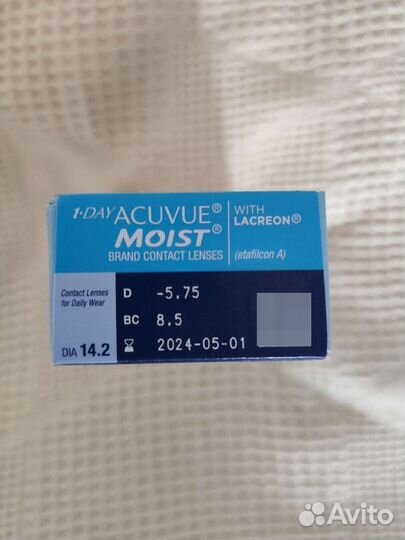 1·DAY ACUVUE® WITH
MOIST® LACREON®
BRAND CONTACT LENSES (etafilcon A)
Contact Lenses
for Daily Wear
D -5.75
BC 8.5
DIA 14.2
2024-05-01
Avito